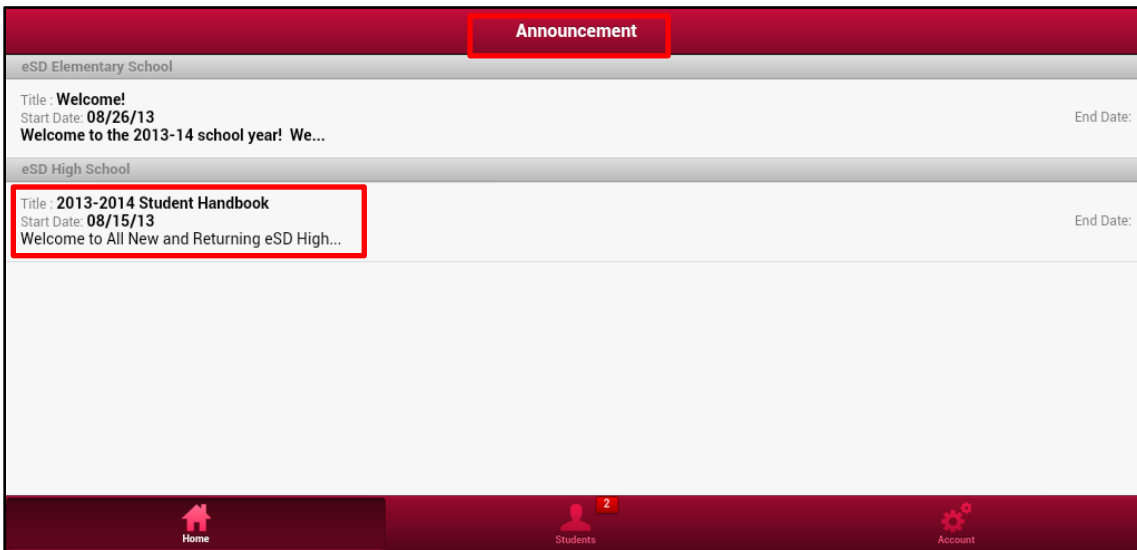 Announcement
eSD Elementary School
Title : Welcome!
Start Date: 08/26/13
End Date:
Welcome to the 2013-14 school year!  We...
eSD High School
Title : 2013-2014 Student Handbook
Start Date: 08/15/13
End Date:
Welcome to All New and Returning eSD High...
2
Home
Students
Account